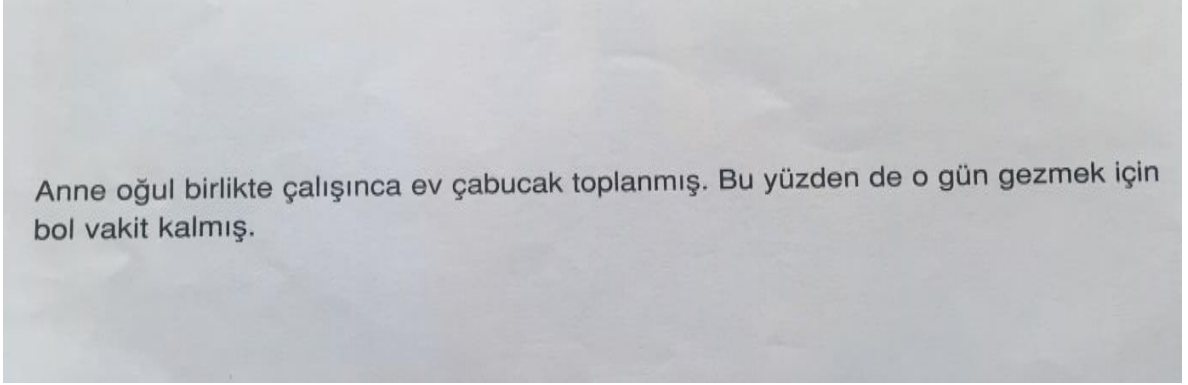 Anne oğul birlikte çalışınca ev çabucak toplanmış. Bu yüzden de o gün gezmek için
bol vakit kalmış.